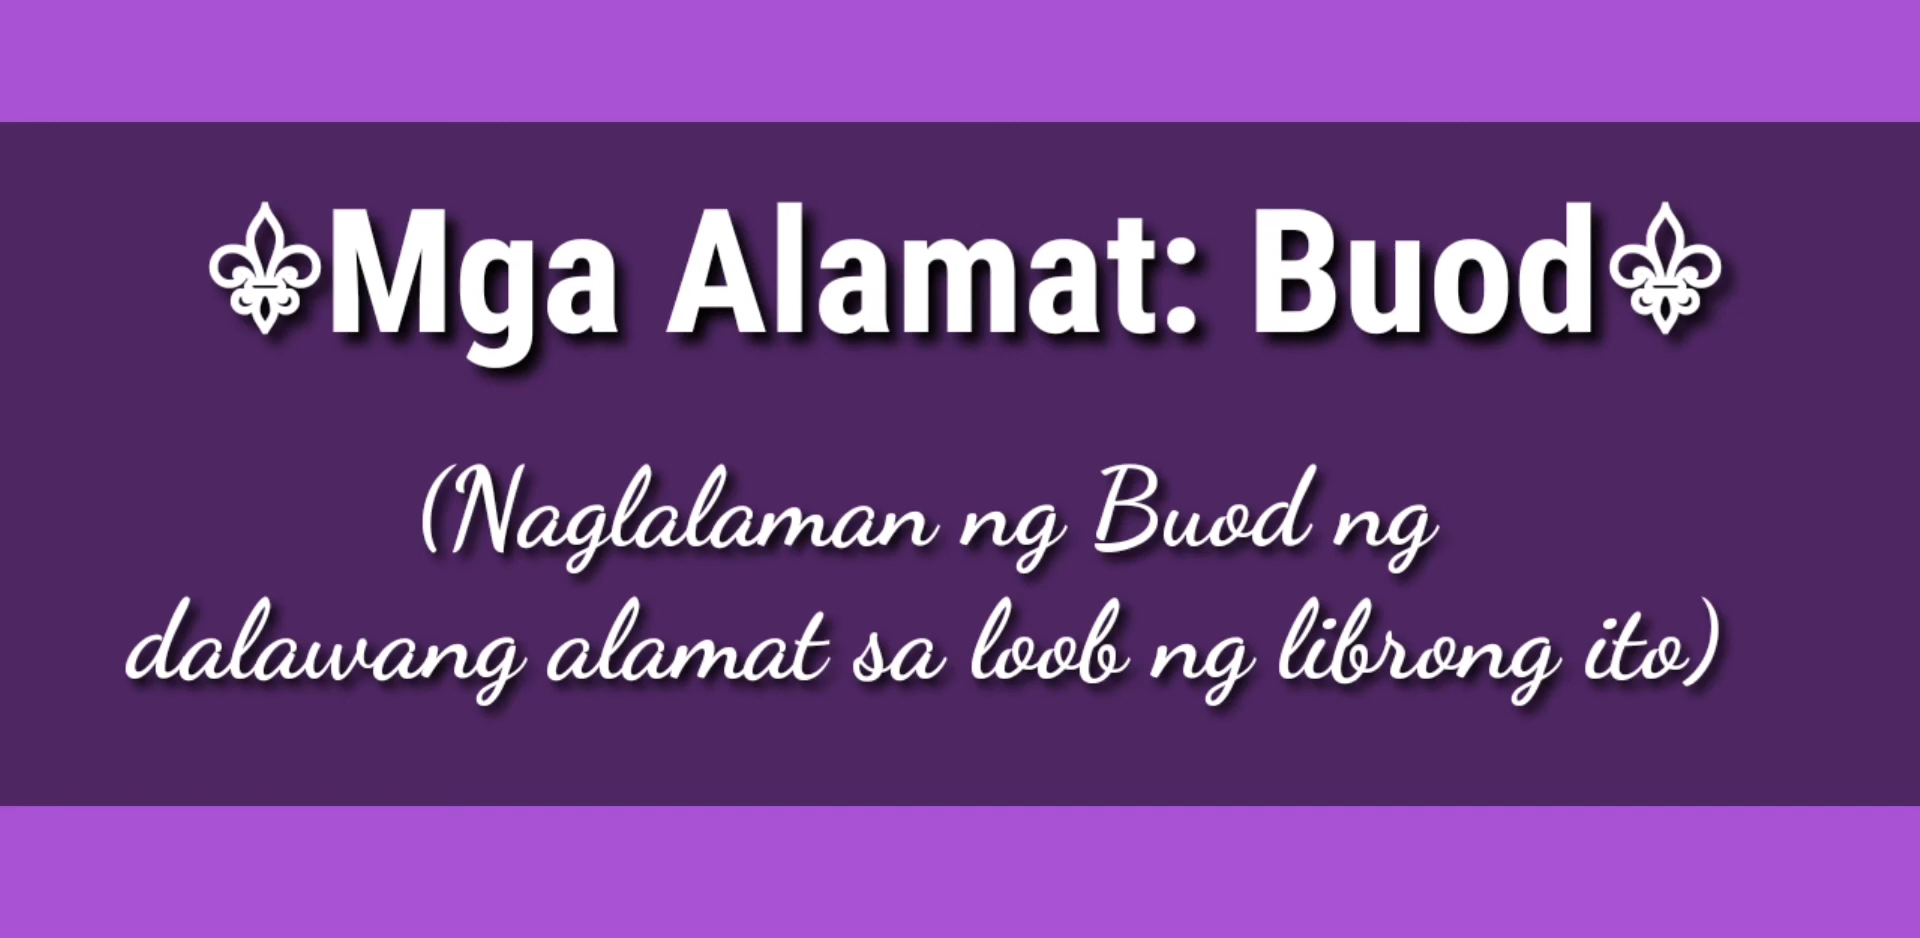 ⚜Mga Alamat: Buod⚜
(Naglalaman ng Buod ng
dalawang alamat sa loob ng librong ito)